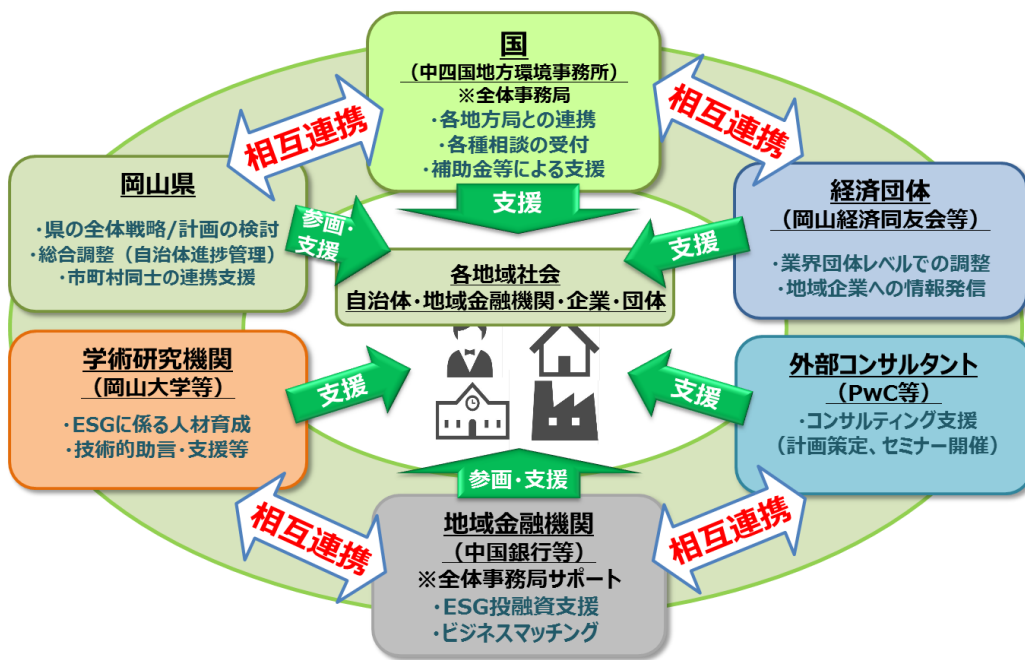 国
（中四国地方環境事務所）
※全体事務局
・各地方局との連携
・各種相談の受付
・補助金等による支援
相互連携
相互連携
岡山県
・県の全体戦略/計画の検討
・総合調整（自治体進捗管理）
・市町村同士の連携支援
参画・
支援
支援
支援
経済団体
（岡山経済同友会等）
・業界団体レベルでの調整
・地域企業への情報発信
各地域社会
自治体・地域金融機関・企業・団体
学術研究機関
（岡山大学等）
・ESGに係る人材育成
・技術的助言・支援等
支援
支援
外部コンサルタント
（PwC等）
・コンサルティング支援
（計画策定、セミナー開催）
参画・支援
相互連携
相互連携
地域金融機関
（中国銀行等）
※全体事務局サポート
・ESG投融資支援
・ビジネスマッチング